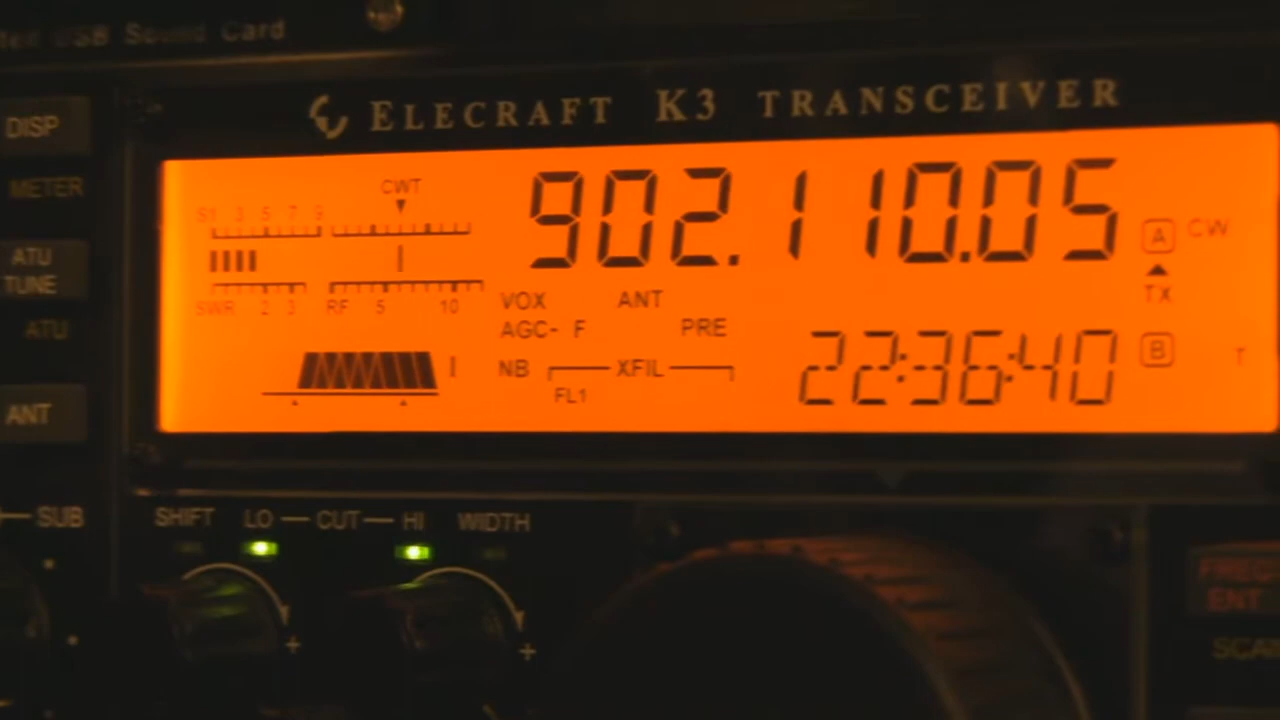 USB Sound Card
ELECRAFT K3 TRANSCEIVER
DISP
METER
ATU
TUNE
ATU
ANT
CWT
S1 3 5 7 9
SWR 2 3 RF 5 10
902.110.05
A CW
TX
VOX ANT
AGC- F PRE
NB XFIL
FL1
22:36:40
B T
SUB
SHIFT LO CUT HI WIDTH
+ +
ENT